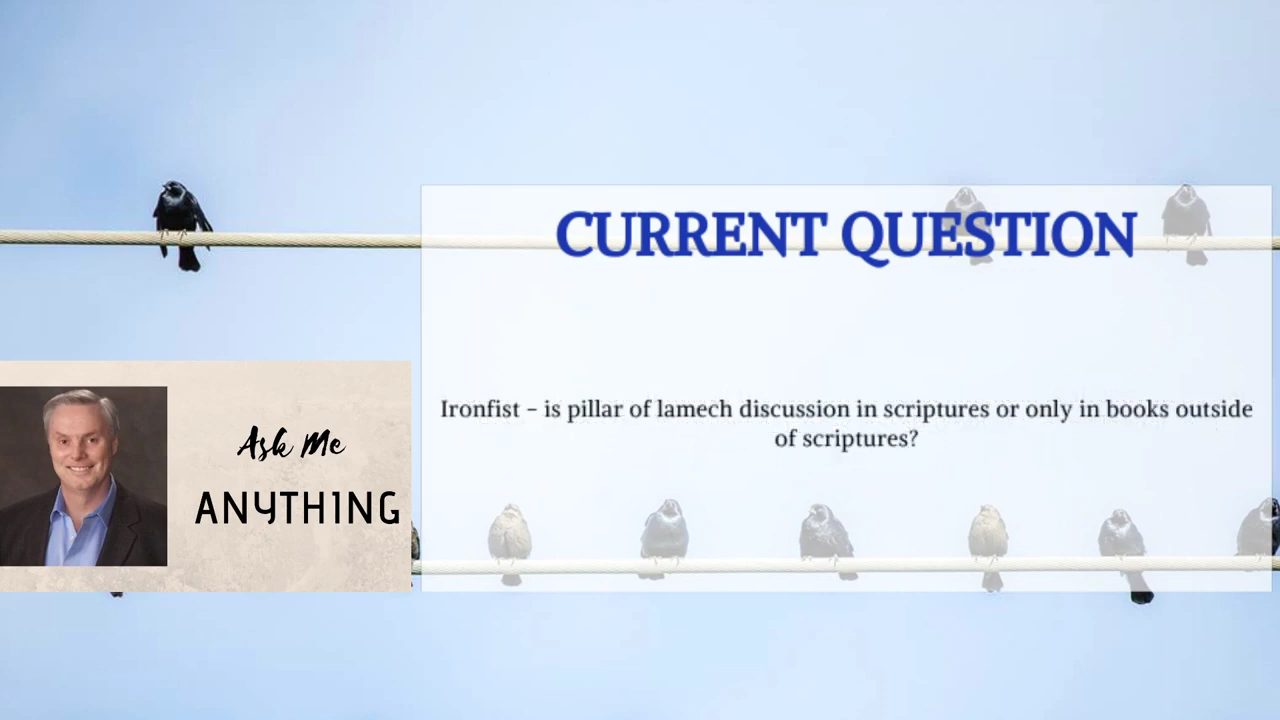 CURRENT QUESTION
Ironfist – is pillar of lamech discussion in scriptures or only in books outside
of scriptures?
Ask Me
ANYTHING